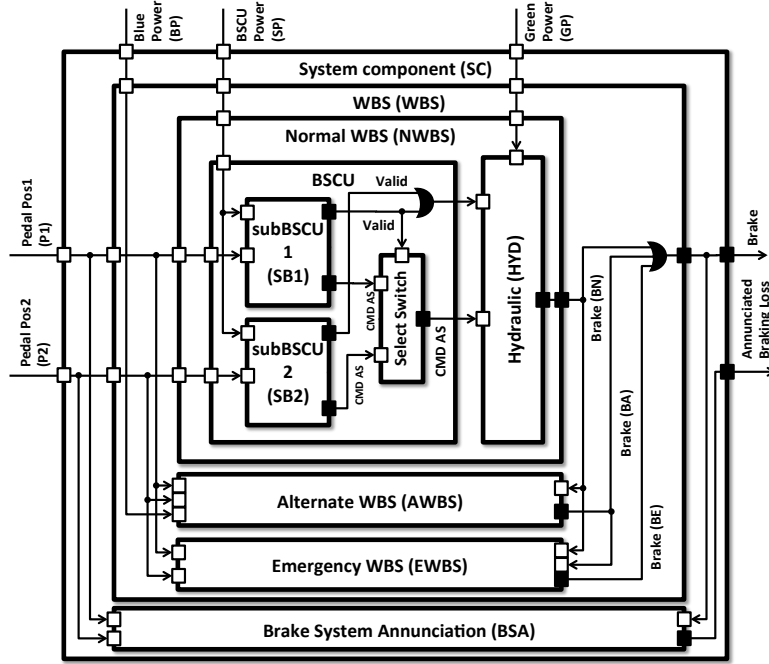 Blue
Power
(BP)
BSCU
Power
(SP)
Green
Power
(GP)
System component (SC)
WBS (WBS)
Normal WBS (NWBS)
BSCU
Valid
Valid
Pedal Pos1
(P1)
subBSCU
1
(SB1)
Select Switch
CMD AS
CMD AS
CMD AS
Hydraulic (HYD)
Brake (BN)
Brake
Annunciated
Braking Loss
Pedal Pos2
(P2)
subBSCU
2
(SB2)
Brake (BA)
Alternate WBS (AWBS)
Brake (BE)
Emergency WBS (EWBS)
Brake System Annunciation (BSA)